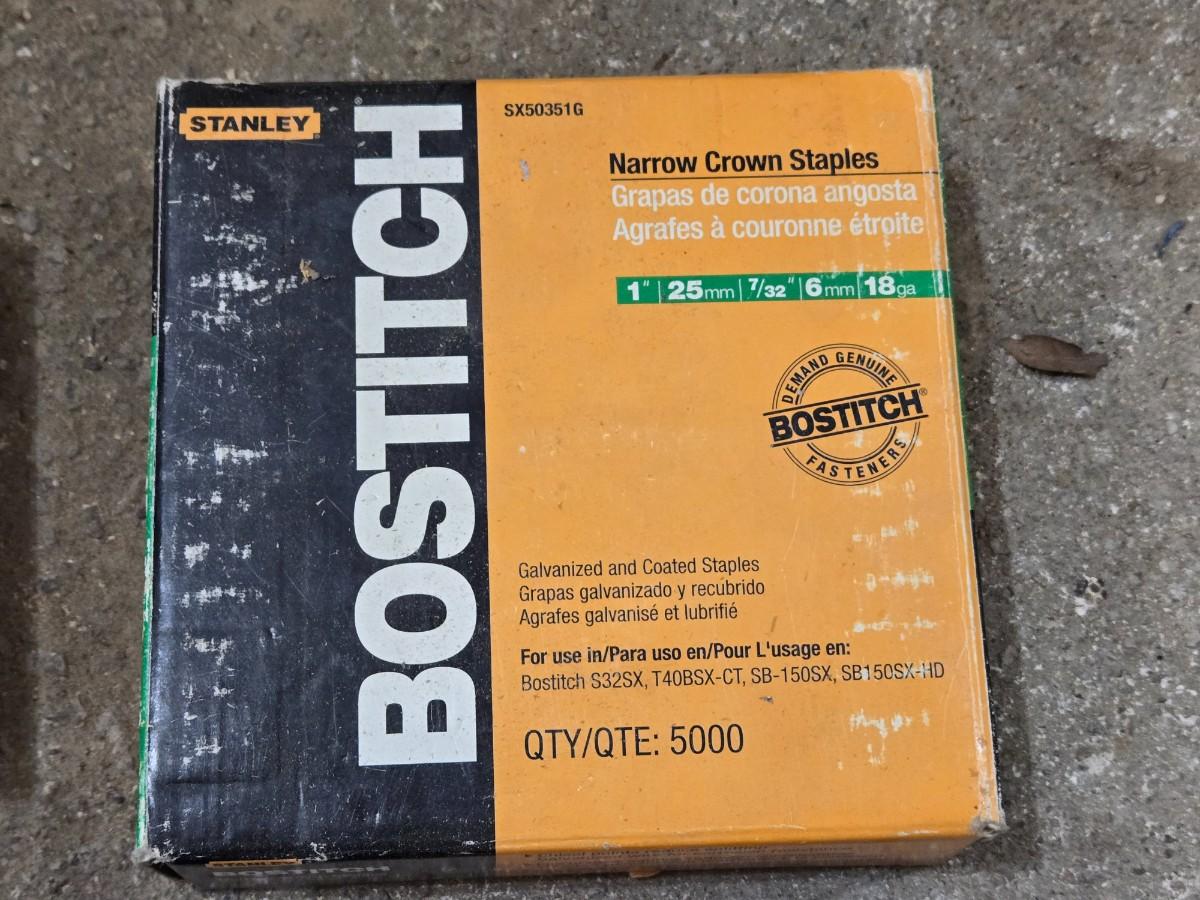 STANLEY
BOSTITCH®
SX50351G
Narrow Crown Staples
Grapas de corona angosta
Agrafes à couronne étroite
1" | 25mm | 7/32" | 6mm | 18ga
DEMAND GENUINE
BOSTITCH®
FASTENERS
Galvanized and Coated Staples
Grapas galvanizado y recubrido
Agrafes galvanisé et lubrifié
For use in/Para uso en/Pour L'usage en:
Bostitch S32SX, T40BSX-CT, SB-150SX, SB150SX-HD
QTY/QTE: 5000
STANLEY
BOSTITCH